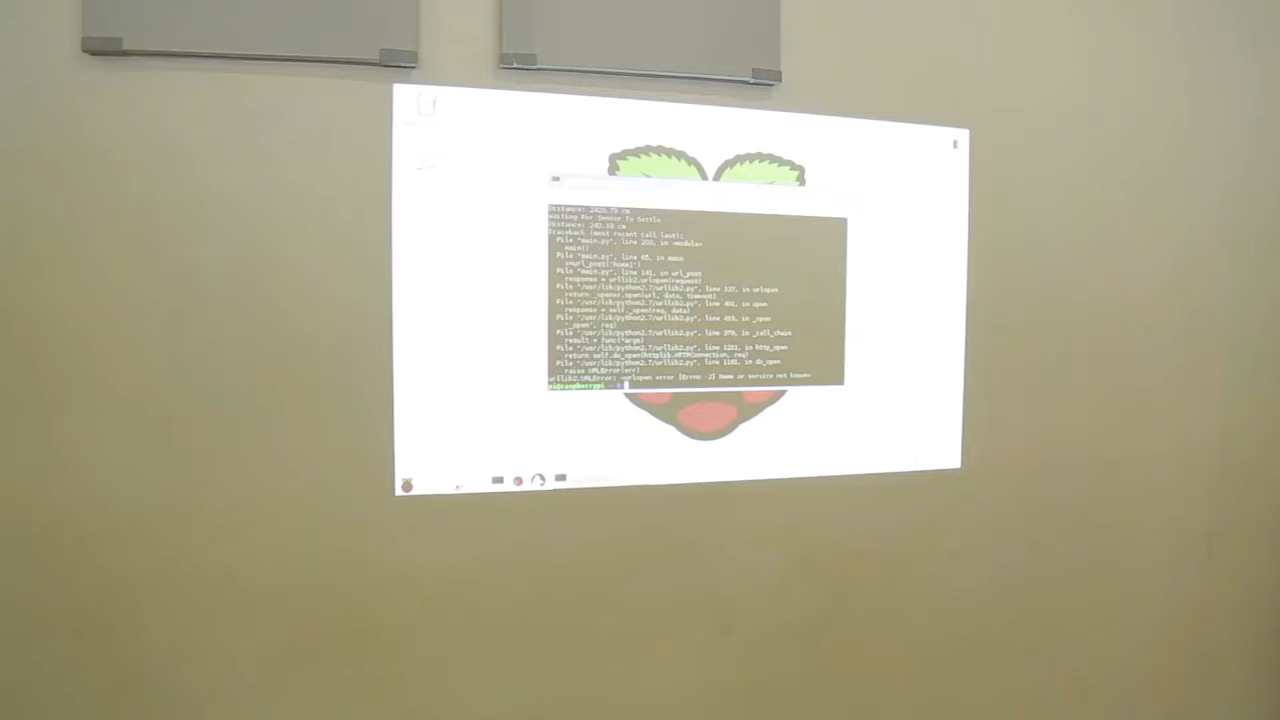 Distance: 2420.79 cm
Waiting For Sensor To Settle
Distance: 242.18 cm
Traceback (most recent call last):
File "main.py", line 200, in <module>
main()
File "main.py", line 65, in main
x=url_post('home1')
File "main.py", line 141, in url_post
response = urllib2.urlopen(request)
File "/usr/lib/python2.7/urllib2.py", line 127, in urlopen
return _opener.open(url, data, timeout)
File "/usr/lib/python2.7/urllib2.py", line 401, in open
response = self._open(req, data)
File "/usr/lib/python2.7/urllib2.py", line 419, in _open
'_open', req)
File "/usr/lib/python2.7/urllib2.py", line 379, in _call_chain
result = func(*args)
File "/usr/lib/python2.7/urllib2.py", line 1211, in http_open
return self.do_open(httplib.HTTPConnection, req)
File "/usr/lib/python2.7/urllib2.py", line 1181, in do_open
raise URLError(err)
urllib2.URLError: <urlopen error [Errno -2] Name or service not known>
pi@raspberrypi